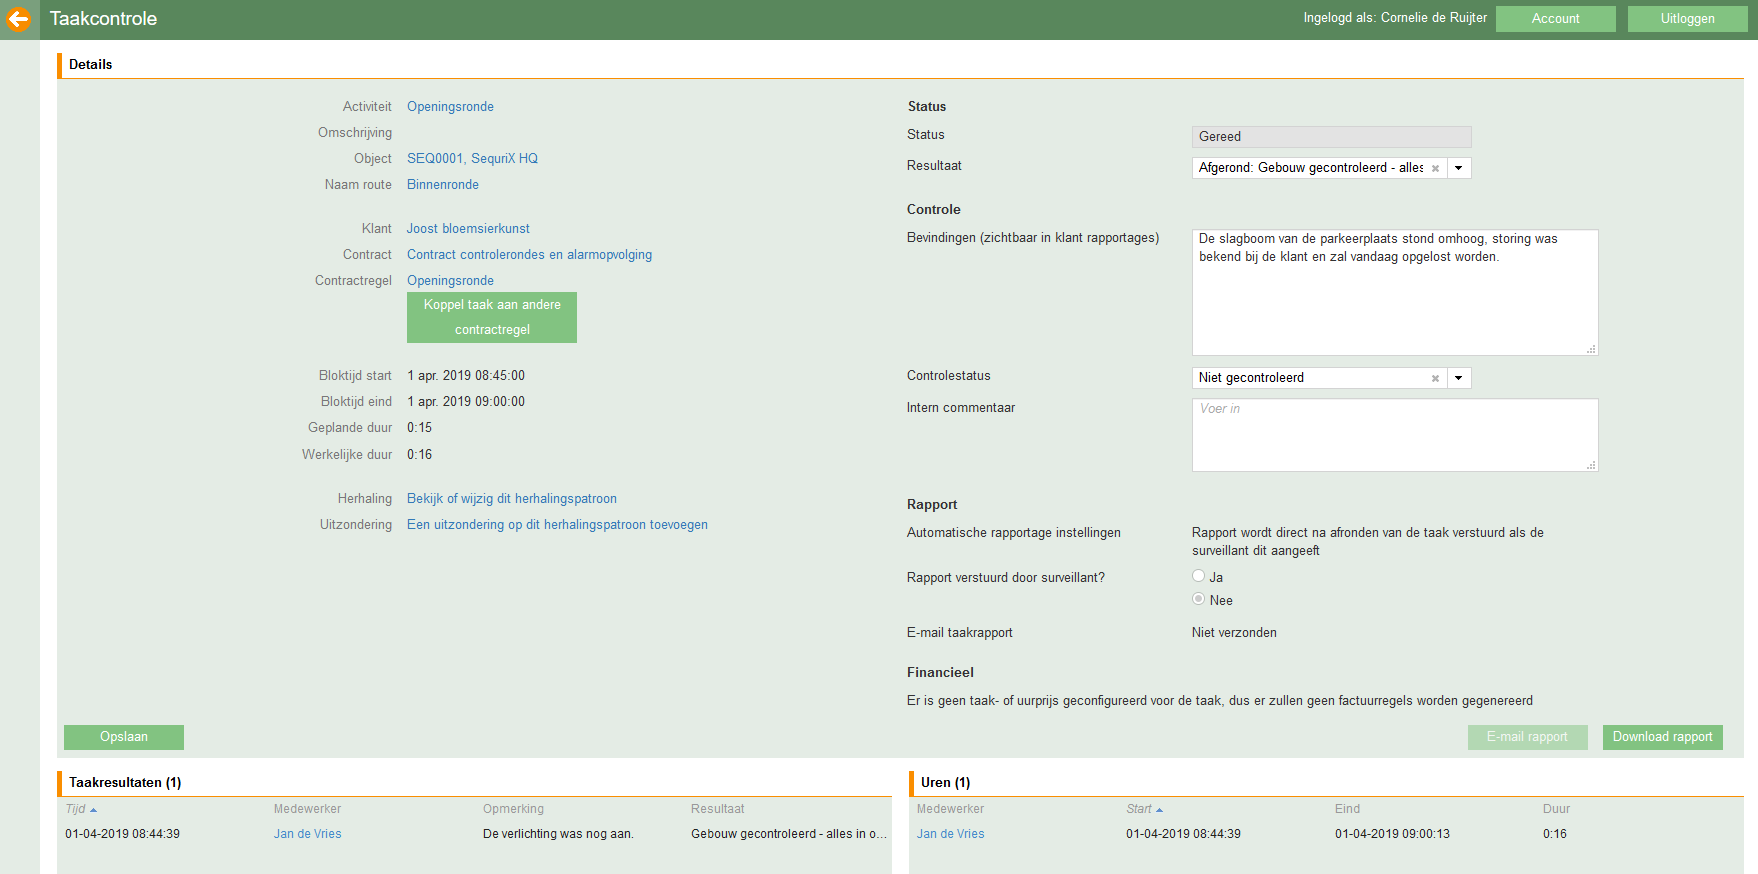 Taakcontrole
Ingelogd als: Cornelie de Ruijter
Account
Uitloggen
Details
Activiteit Openingsronde
Omschrijving
Object SEQ0001, SequriX HQ
Naam route Binnenronde
Klant Joost bloemsierkunst
Contract Contract controlerondes en alarmopvolging
Contractregel Openingsronde
Koppel taak aan andere
contractregel
Bloktijd start 1 apr. 2019 08:45:00
Bloktijd eind 1 apr. 2019 09:00:00
Geplande duur 0:15
Werkelijke duur 0:16
Herhaling Bekijk of wijzig dit herhalingspatroon
Uitzondering Een uitzondering op dit herhalingspatroon toevoegen
Status
Status Gereed
Resultaat Afgerond: Gebouw gecontroleerd - alles
Controle
Bevindingen (zichtbaar in klant rapportages)
De slagboom van de parkeerplaats stond omhoog, storing was
bekend bij de klant en zal vandaag opgelost worden.
Controlestatus Niet gecontroleerd
Intern commentaar Voer in
Rapport
Automatische rapportage instellingen
Rapport wordt direct na afronden van de taak verstuurd als de
surveillant dit aangeeft
Rapport verstuurd door surveillant? Ja
Nee
E-mail taakrapport Niet verzonden
Financieel
Er is geen taak- of uurprijs geconfigureerd voor de taak, dus er zullen geen factuurregels worden gegenereerd
Opslaan
E-mail rapport
Download rapport
Taakresultaten (1)
Tijd Medewerker Opmerking Resultaat
01-04-2019 08:44:39 Jan de Vries De verlichting was nog aan. Gebouw gecontroleerd - alles in o...
Uren (1)
Medewerker Start Eind Duur
Jan de Vries 01-04-2019 08:44:39 01-04-2019 09:00:13 0:16